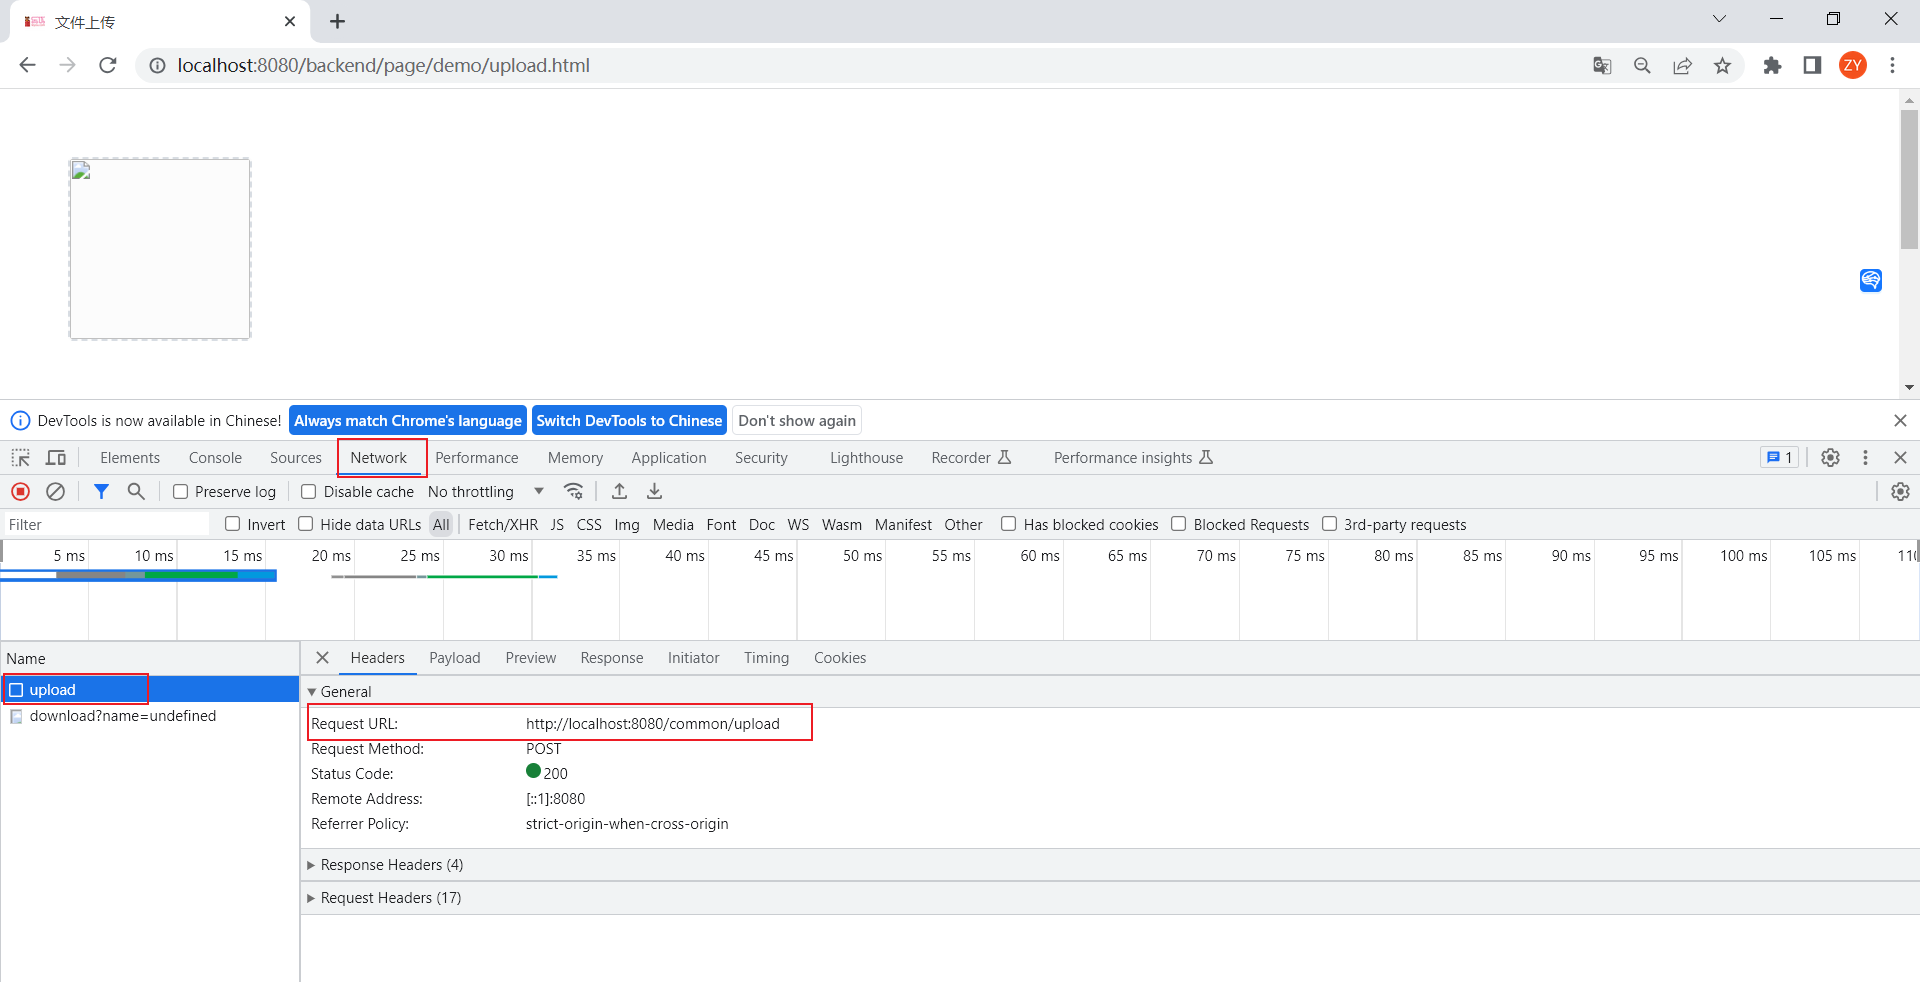 文件上传
localhost:8080/backend/page/demo/upload.html
ZY
DevTools is now available in Chinese! Always match Chrome's language Switch DevTools to Chinese Don't show again
Elements Console Sources Network Performance Memory Application Security Lighthouse Recorder Performance insights 1
Preserve log Disable cache No throttling
Filter Invert Hide data URLs All Fetch/XHR JS CSS Img Media Font Doc WS Wasm Manifest Other Has blocked cookies Blocked Requests 3rd-party requests
5 ms 10 ms 15 ms 20 ms 25 ms 30 ms 35 ms 40 ms 45 ms 50 ms 55 ms 60 ms 65 ms 70 ms 75 ms 80 ms 85 ms 90 ms 95 ms 100 ms 105 ms
Name
upload
download?name=undefined
Headers Payload Preview Response Initiator Timing Cookies
General
Request URL: http://localhost:8080/common/upload
Request Method: POST
Status Code: 200
Remote Address: [::1]:8080
Referrer Policy: strict-origin-when-cross-origin
Response Headers (4)
Request Headers (17)